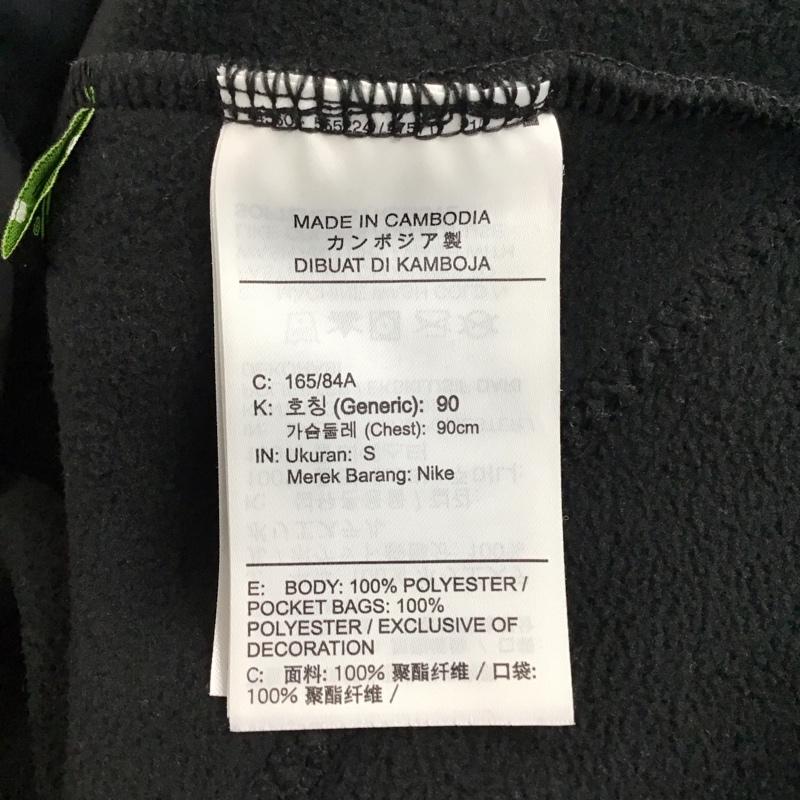 MADE IN CAMBODIA
カンボジア製
DIBUAT DI KAMBOJA
C: 165/84A
K: 호칭 (Generic): 90
가슴둘레 (Chest): 90cm
IN: Ukuran: S
Merek Barang: Nike
E: BODY: 100% POLYESTER /
POCKET BAGS: 100%
POLYESTER / EXCLUSIVE OF
DECORATION
C: 面料: 100% 聚酯纤维 / 口袋:
100% 聚酯纤维 /